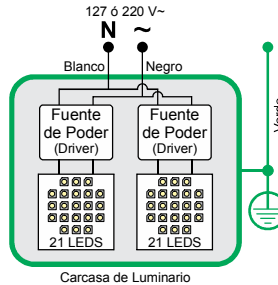 127 ó 220 V~
N ~
Blanco Negro
Verde
Fuente de Poder (Driver)
Fuente de Poder (Driver)
21 LEDS
21 LEDS
Carcasa de Luminario